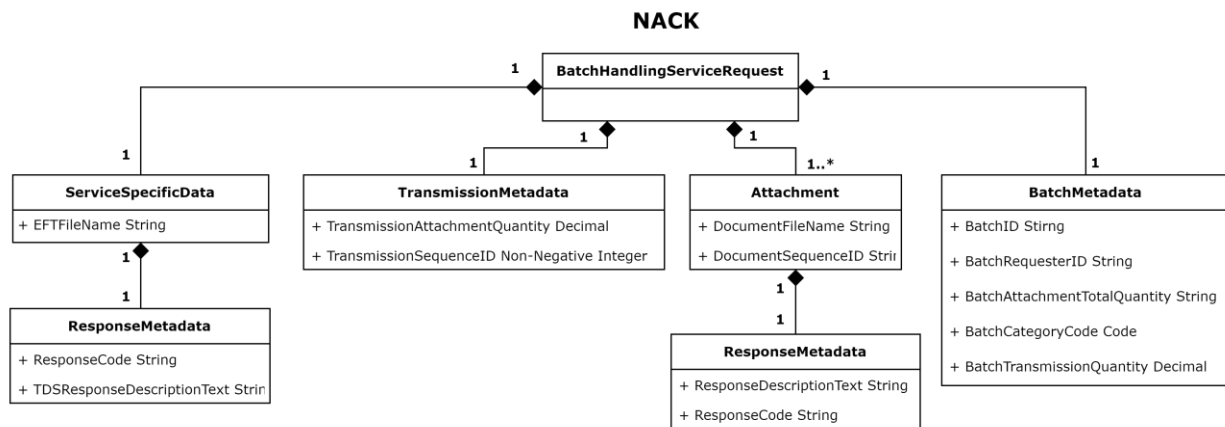 NACK
BatchHandlingServiceRequest
1
1
1
1
1
1
1..*
1
ServiceSpecificData
+ EFTFileName String
1
1
ResponseMetadata
+ ResponseCode String
+ TDSResponseDescriptionText Strin
TransmissionMetadata
+ TransmissionAttachmentQuantity Decimal
+ TransmissionSequenceID Non-Negative Integer
Attachment
+ DocumentFileName String
+ DocumentSequenceID Strin
1
1
ResponseMetadata
+ ResponseDescriptionText String
+ ResponseCode String
BatchMetadata
+ BatchID Stirng
+ BatchRequesterID String
+ BatchAttachmentTotalQuantity String
+ BatchCategoryCode Code
+ BatchTransmissionQuantity Decimal